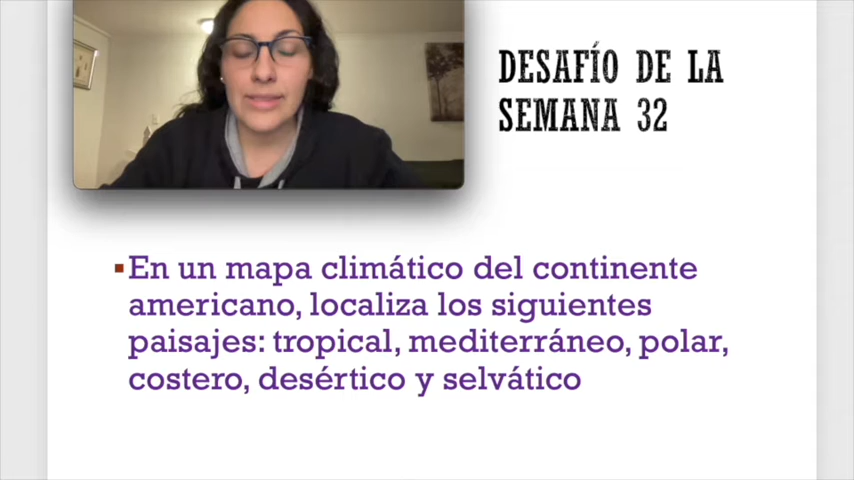 DESAFÍO DE LA
SEMANA 32
En un mapa climático del continente
americano, localiza los siguientes
paisajes: tropical, mediterráneo, polar,
costero, desértico y selvático